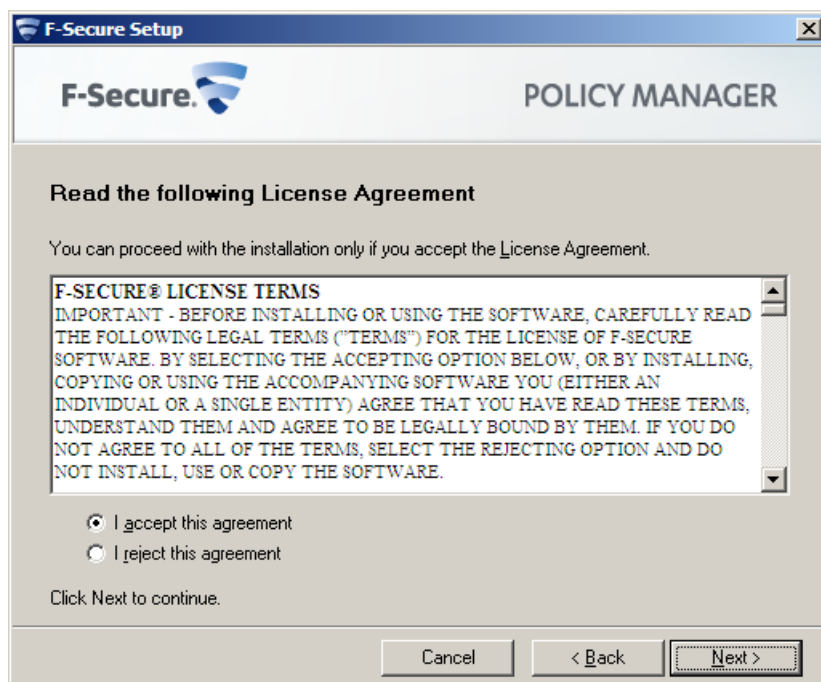 F-Secure Setup
F-Secure.
POLICY MANAGER
Read the following License Agreement
You can proceed with the installation only if you accept the License Agreement.
F-SECURE® LICENSE TERMS
IMPORTANT - BEFORE INSTALLING OR USING THE SOFTWARE, CAREFULLY READ
THE FOLLOWING LEGAL TERMS ("TERMS") FOR THE LICENSE OF F-SECURE
SOFTWARE. BY SELECTING THE ACCEPTING OPTION BELOW, OR BY INSTALLING,
COPYING OR USING THE ACCOMPANYING SOFTWARE YOU (EITHER AN
INDIVIDUAL OR A SINGLE ENTITY) AGREE THAT YOU HAVE READ THESE TERMS,
UNDERSTAND THEM AND AGREE TO BE LEGALLY BOUND BY THEM. IF YOU DO
NOT AGREE TO ALL OF THE TERMS, SELECT THE REJECTING OPTION AND DO
NOT INSTALL, USE OR COPY THE SOFTWARE.
I accept this agreement
I reject this agreement
Click Next to continue.
Cancel
< Back
Next >